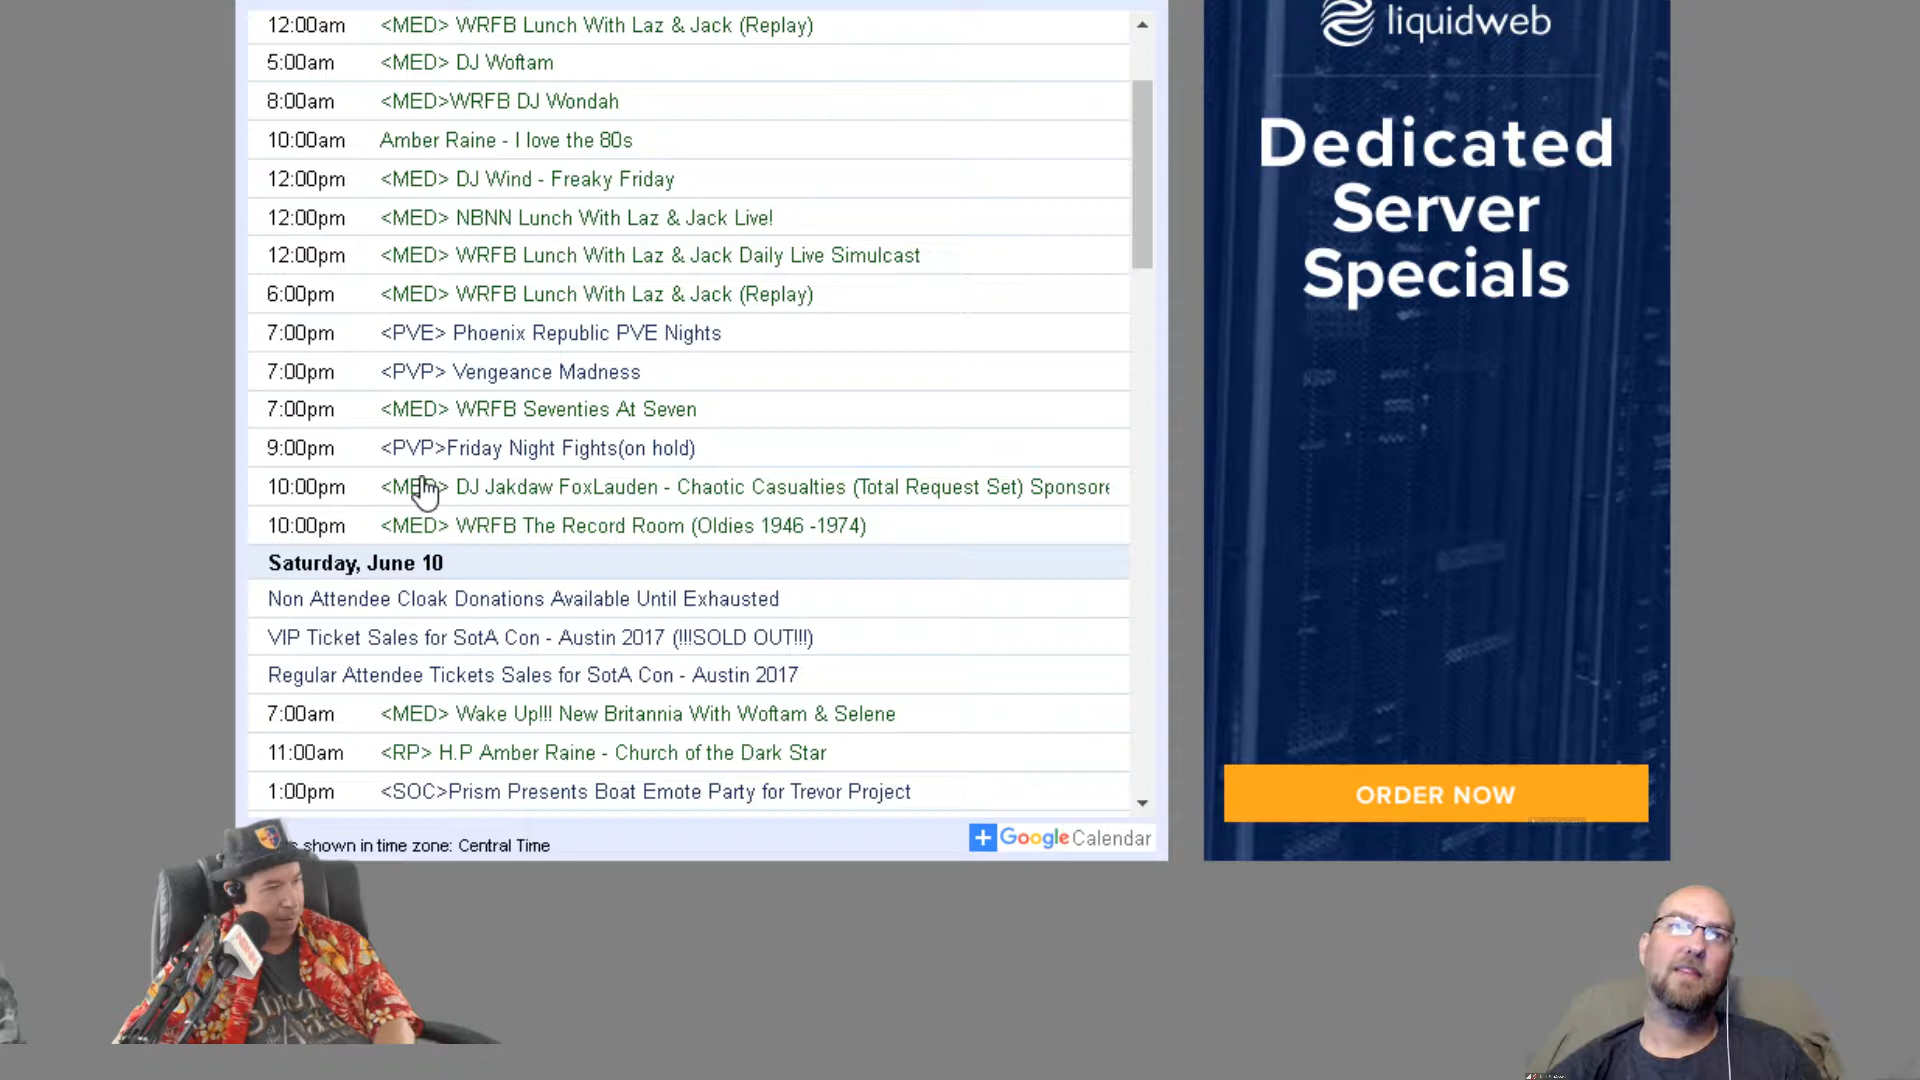 12:00am <MED> WRFB Lunch With Laz & Jack (Replay)
5:00am <MED> DJ Woftam
8:00am <MED>WRFB DJ Wondah
10:00am Amber Raine - I love the 80s
12:00pm <MED> DJ Wind - Freaky Friday
12:00pm <MED> NBNN Lunch With Laz & Jack Live!
12:00pm <MED> WRFB Lunch With Laz & Jack Daily Live Simulcast
6:00pm <MED> WRFB Lunch With Laz & Jack (Replay)
7:00pm <PVE> Phoenix Republic PVE Nights
7:00pm <PVP> Vengeance Madness
7:00pm <MED> WRFB Seventies At Seven
9:00pm <PVP>Friday Night Fights(on hold)
10:00pm <MED> DJ Jakdaw FoxLauden - Chaotic Casualties (Total Request Set) Sponsore
10:00pm <MED> WRFB The Record Room (Oldies 1946 -1974)
Saturday, June 10
Non Attendee Cloak Donations Available Until Exhausted
VIP Ticket Sales for SotA Con - Austin 2017 (!!!SOLD OUT!!!)
Regular Attendee Tickets Sales for SotA Con - Austin 2017
7:00am <MED> Wake Up!!! New Britannia With Woftam & Selene
11:00am <RP> H.P Amber Raine - Church of the Dark Star
1:00pm <SOC>Prism Presents Boat Emote Party for Trevor Project
shown in time zone: Central Time
Google Calendar
liquidweb
Dedicated
Server
Specials
ORDER NOW
NBNN